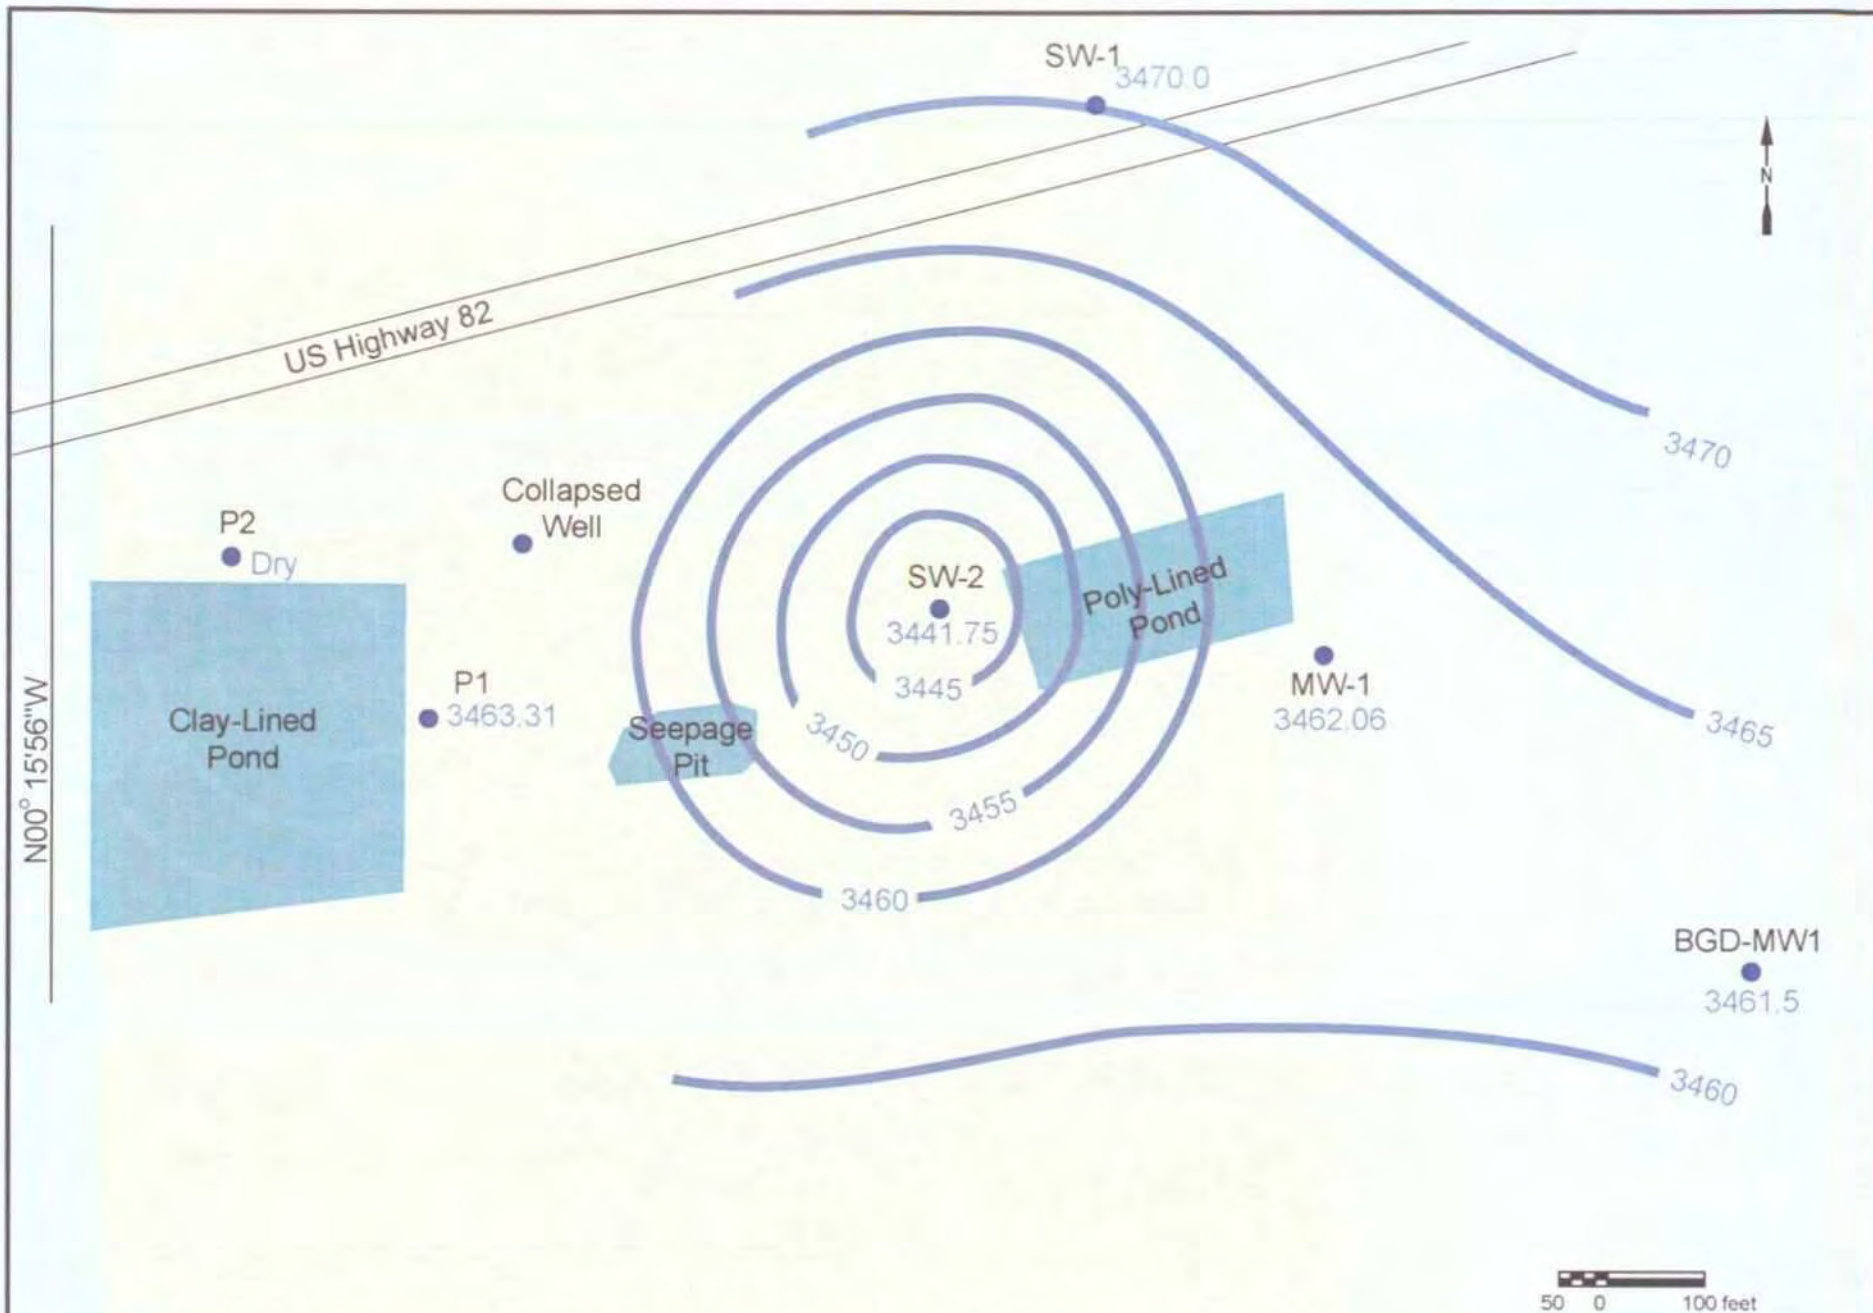 SW-1
3470.0
N
US Highway 82
3470
Collapsed
Well
P2
Dry
SW-2
3441.75
Poly-Lined
Pond
3445
MW-1
3462.06
P1
3463.31
Clay-Lined
Pond
Seepage
Pit
3450
3465
3455
3460
N00° 15'56"W
BGD-MW1
3461.5
3460
50 0 100 feet